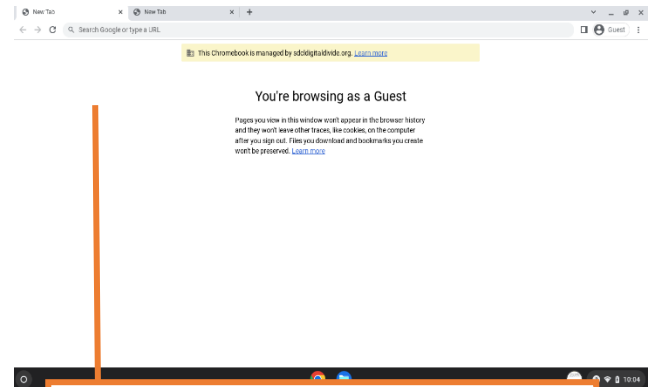 New Tab
New Tab
Search Google or type a URL
Guest
This Chromebook is managed by sdcldigitaldivide.org. Learn more
You're browsing as a Guest
Pages you view in this window won't appear in the browser history
and they won't leave other traces, like cookies, on the computer
after you sign out. Files you download and bookmarks you create
won't be preserved. Learn more
10:04